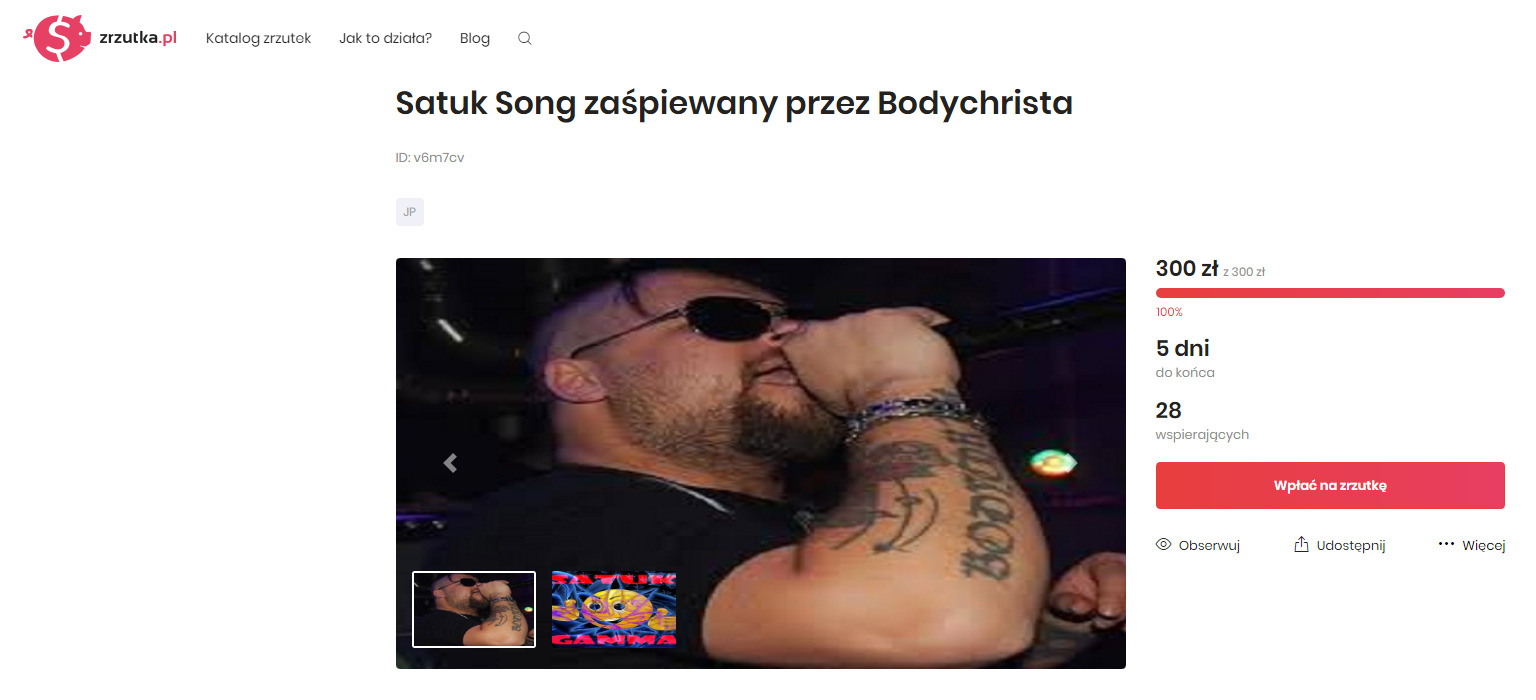 zrzutka.pl Katalog zrzutek Jak to działa? Blog
Satuk Song zaśpiewany przez Bodychrista
ID: v6m7cv
JP
300 zł z 300 zł
100%
5 dni
do końca
28
wspierających
Wpłać na zrzutkę
Obserwuj Udostępnij Więcej
GAMMA